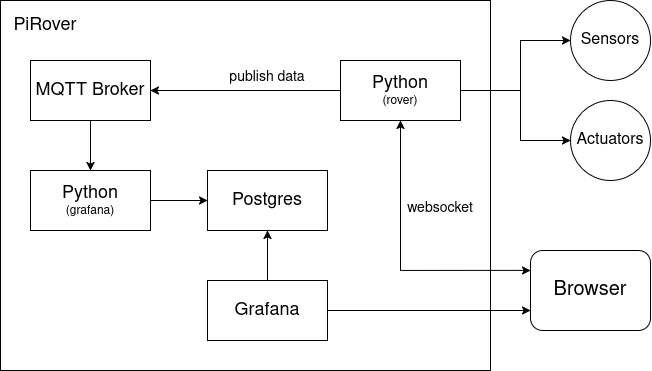 PiRover
Sensors
publish data
MQTT Broker
Python
(rover)
Actuators
Python
(grafana)
Postgres
websocket
Browser
Grafana